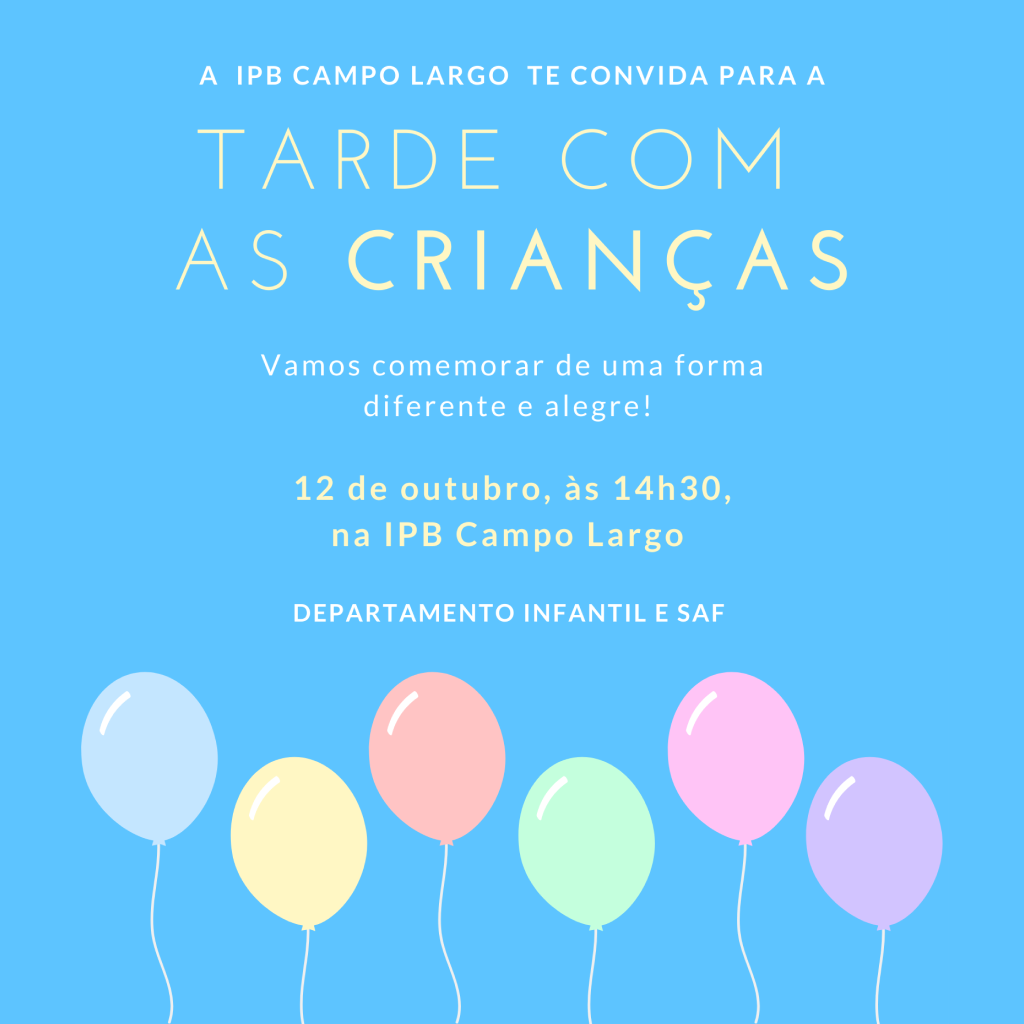 A IPB CAMPO LARGO TE CONVIDA PARA A
TARDE COM
AS CRIANÇAS
Vamos comemorar de uma forma
diferente e alegre!
12 de outubro, às 14h30,
na IPB Campo Largo
DEPARTAMENTO INFANTIL E SAF